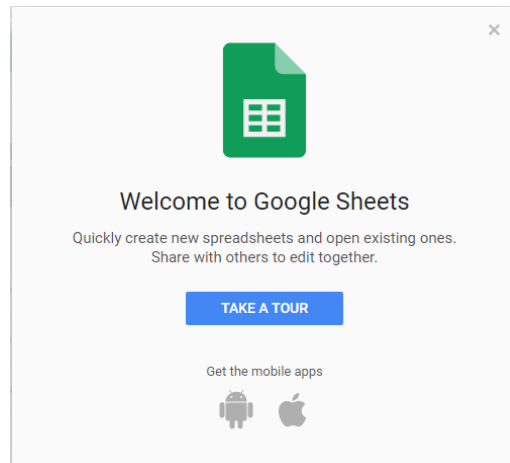 Welcome to Google Sheets
Quickly create new spreadsheets and open existing ones.
Share with others to edit together.
TAKE A TOUR
Get the mobile apps